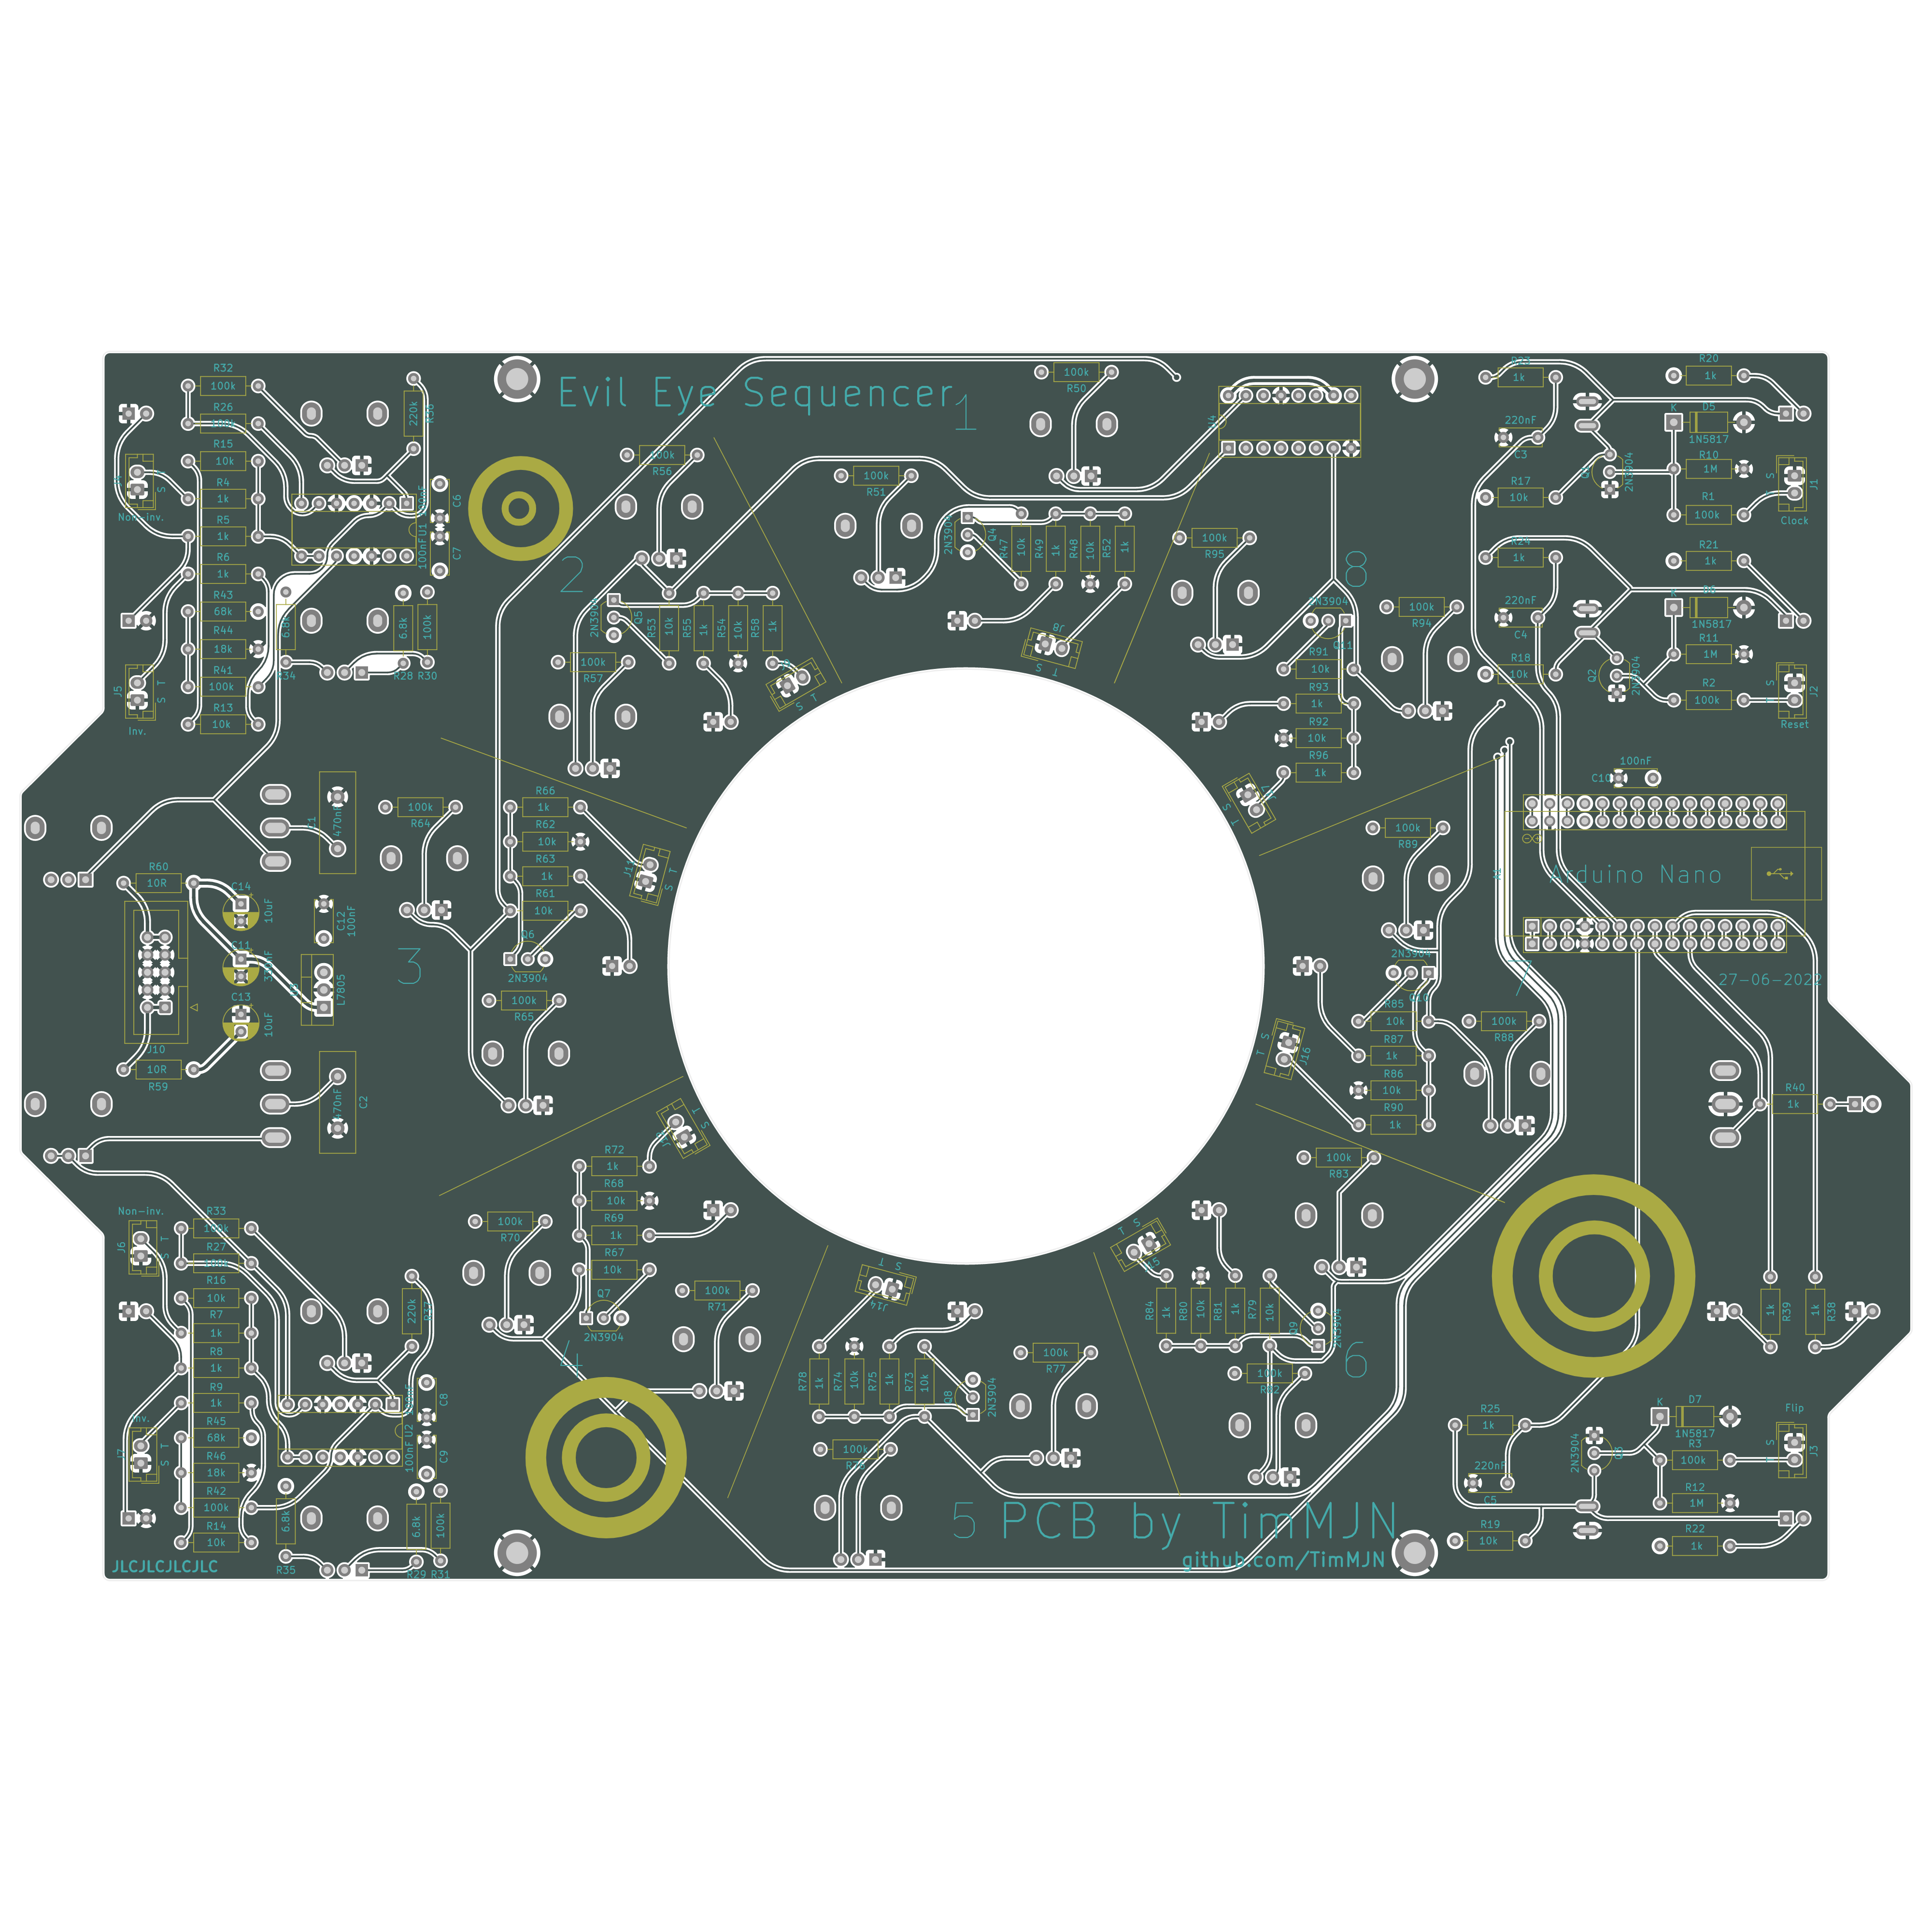 Evil Eye Sequencer
1
R32
100k
R26
R15
10k
R4
1k
R5
1k
R6
1k
R43
68k
R44
18k
R41
100k
R13
10k
Non-inv.
S
J5
T
S
Inv.
220k
C6
U1
100nF
C7
6.8k
R34
6.8k
R28
100k
R30
R56
R50
100k
R51
100k
2N3904
Q4
R47
10k
R49
1k
R48
10k
R52
1k
J8
S T
2
2N3904
Q5
R53
10k
R55
1k
R54
10k
R58
1k
100k
R57
S T
U4
100k
R95
8
2N3904
Q11
R91
10k
R93
1k
R92
10k
R96
1k
100k
R94
S T
1k
R20
1k
D5
K
1N5817
220nF
C3
2N3904
R10
1M
R17
10k
R1
100k
J1
S
Clock
R24
1k
R21
1k
D6
K
1N5817
220nF
C4
R11
1M
R18
10k
Q2
2N3904
R2
100k
J2
S
Reset
100nF
C10
Arduino Nano
27-06-2022
7
100k
R89
2N3904
R85
10k
R87
1k
R86
10k
R90
1k
100k
R88
T S
J16
R40
1k
C1
470nF
R60
10R
C14
10uF
C11
C13
10uF
C12
100nF
L7805
J10
10R
R59
470nF
C2
100k
R64
R66
1k
R62
10k
R63
1k
R61
10k
Q6
2N3904
J11
S T
3
100k
R65
R72
1k
R68
10k
R69
1k
R67
10k
Q7
2N3904
S T
100k
R70
100k
R71
4
J14
S T
Non-inv.
J6
T
S
R33
R27
R16
10k
R7
1k
R8
1k
R9
1k
R45
68k
R46
18k
R42
100k
R14
10k
Inv.
J7
T
S
220k
C8
U2
100nF
C9
6.8k
R35
6.8k
R29
100k
R31
JLCJLCJLCJLC
R78
1k
R74
10k
R75
1k
R73
10k
Q8
2N3904
100k
R77
100k
5
PCB by TimMJN
github.com/TimMJN
100k
R83
T S
R84
1k
R80
10k
R81
1k
R79
10k
Q9
2N3904
6
100k
R25
1k
220nF
C5
2N3904
R19
10k
D7
K
1N5817
R3
100k
R12
1M
R22
1k
Flip
S
J3
1k
R39
1k
R38